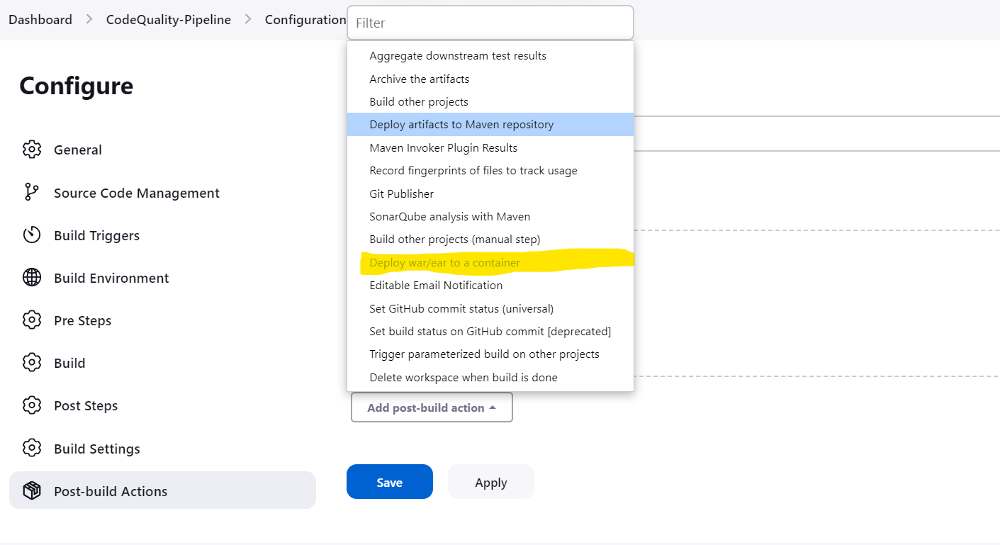 Dashboard CodeQuality-Pipeline Configuration
Filter
Aggregate downstream test results
Archive the artifacts
Build other projects
Deploy artifacts to Maven repository
Maven Invoker Plugin Results
Record fingerprints of files to track usage
Git Publisher
SonarQube analysis with Maven
Build other projects (manual step)
Deploy war/ear to a container
Editable Email Notification
Set GitHub commit status (universal)
Set build status on GitHub commit [deprecated]
Trigger parameterized build on other projects
Delete workspace when build is done
Configure
General
Source Code Management
Build Triggers
Build Environment
Pre Steps
Build
Post Steps
Build Settings
Post-build Actions
Add post-build action
Save
Apply